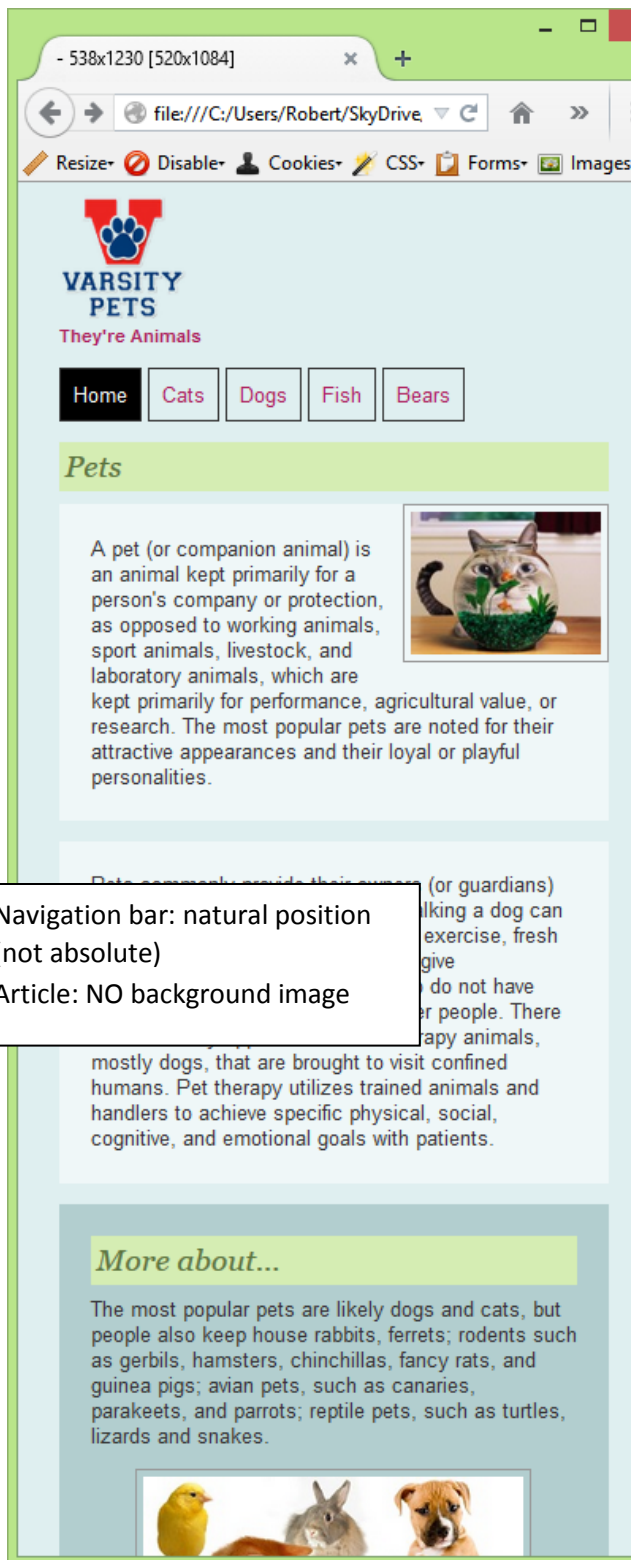 - 538x1230 [520x1084]
file:///C:/Users/Robert/SkyDrive,
Resize Disable Cookies CSS Forms Images
VARSITY
PETS
They're Animals
Home Cats Dogs Fish Bears
Pets
A pet (or companion animal) is
an animal kept primarily for a
person's company or protection,
as opposed to working animals,
sport animals, livestock, and
laboratory animals, which are
kept primarily for performance, agricultural value, or
research. The most popular pets are noted for their
attractive appearances and their loyal or playful
personalities.
Pets commonly provide their owners (or guardians)
a dog can
exercise, fresh
give
do not have
people. There
animals,
Navigation bar: natural position
(not absolute)
Article: NO background image
mostly dogs, that are brought to visit confined
humans. Pet therapy utilizes trained animals and
handlers to achieve specific physical, social,
cognitive, and emotional goals with patients.
More about...
The most popular pets are likely dogs and cats, but
people also keep house rabbits, ferrets; rodents such
as gerbils, hamsters, chinchillas, fancy rats, and
guinea pigs; avian pets, such as canaries,
parakeets, and parrots; reptile pets, such as turtles,
lizards and snakes.